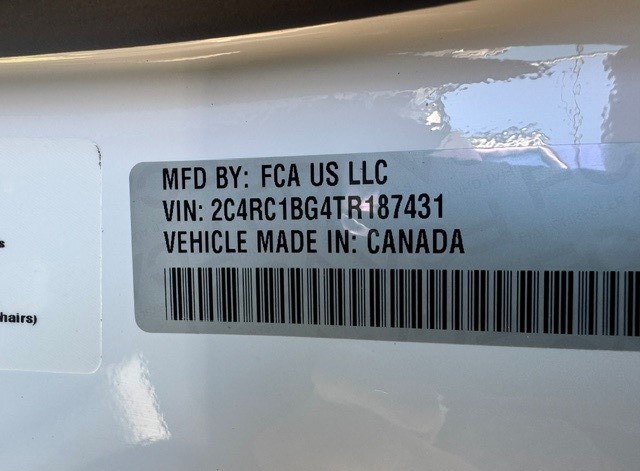 MFD BY: FCA US LLC
VIN: 2C4RC1BG4TR187431
VEHICLE MADE IN: CANADA
s
hairs)